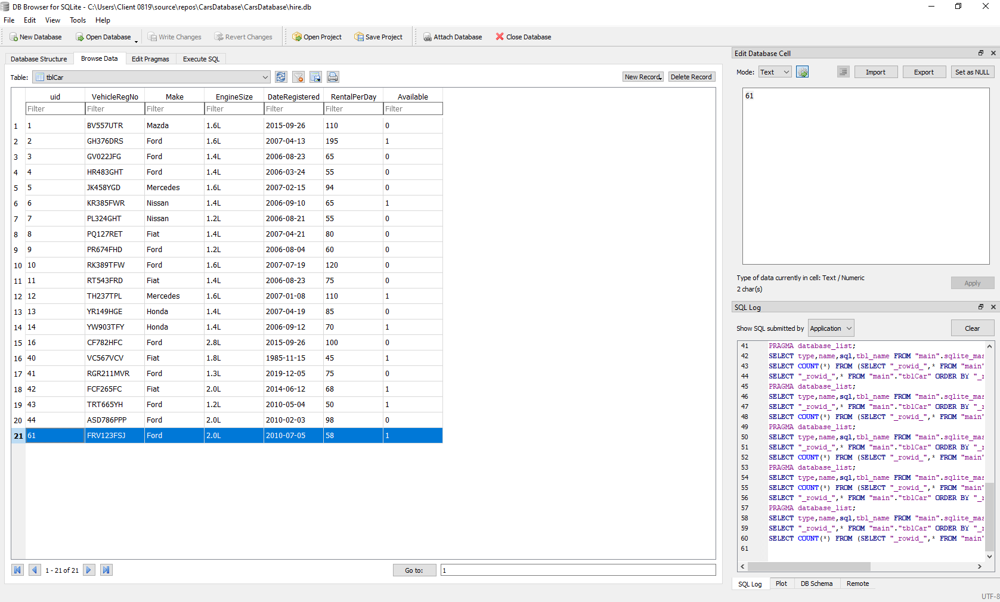 DB Browser for SQLite - C:\Users\Client 0819\source\repos\CarsDatabase\CarsDatabase\hire.db
File Edit View Tools Help
New Database Open Database Write Changes Revert Changes Open Project Save Project Attach Database Close Database
Database Structure Browse Data Edit Pragmas Execute SQL
Table: tblCar New Record Delete Record
uid VehicleRegNo Make EngineSize DateRegistered RentalPerDay Available
Filter Filter Filter Filter Filter Filter Filter
1 1 BV557UTR Mazda 1.6L 2015-09-26 110 0
2 2 GH376DRS Ford 1.6L 2007-04-13 195 1
3 3 GV022JFG Ford 1.4L 2006-08-23 65 0
4 4 HR483GHT Ford 1.4L 2006-03-24 55 0
5 5 JK458YGD Mercedes 1.6L 2007-02-15 94 0
6 6 KR385FWR Nissan 1.4L 2006-09-10 65 1
7 7 PL324GHT Nissan 1.2L 2006-08-21 55 0
8 8 PQ127RET Fiat 1.4L 2007-04-21 80 0
9 9 PR674FHD Ford 1.2L 2006-08-04 60 0
10 10 RK389TFW Ford 1.6L 2007-07-19 120 0
11 11 RT543FRD Fiat 1.4L 2006-08-23 75 0
12 12 TH237TPL Mercedes 1.6L 2007-01-08 110 1
13 13 YR149HGE Honda 1.4L 2007-04-19 85 0
14 14 YW903TFY Honda 1.4L 2006-09-12 70 1
15 16 CF782HFC Ford 2.8L 2015-09-26 100 0
16 40 VC567VCV Fiat 1.8L 1985-11-15 45 1
17 41 RGR211MVR Ford 1.3L 2019-12-05 75 0
18 42 FCF265FC Fiat 2.0L 2014-06-12 68 1
19 43 TRT665YH Ford 1.2L 2010-05-04 50 1
20 44 ASD786PPP Ford 2.0L 2010-02-03 98 0
21 61 FRV123FSJ Ford 2.0L 2010-07-05 58 1
1 - 21 of 21 Go to: 1
Edit Database Cell
Mode: Text Import Export Set as NULL
61
Type of data currently in cell: Text / Numeric
2 char(s)
Apply
SQL Log
Show SQL submitted by Application Clear
41 PRAGMA database_list;
42 SELECT type,name,sql,tbl_name FROM "main".sqlite_mas
43 SELECT COUNT(*) FROM (SELECT "_rowid_",* FROM "main"
44 SELECT "_rowid_",* FROM "main"."tblCar" ORDER BY "_r
45 PRAGMA database_list;
46 SELECT type,name,sql,tbl_name FROM "main".sqlite_mas
47 SELECT "_rowid_",* FROM "main"."tblCar" ORDER BY "_r
48 SELECT COUNT(*) FROM (SELECT "_rowid_",* FROM "main"
49 PRAGMA database_list;
50 SELECT type,name,sql,tbl_name FROM "main".sqlite_mas
51 SELECT "_rowid_",* FROM "main"."tblCar" ORDER BY "_r
52 SELECT COUNT(*) FROM (SELECT "_rowid_",* FROM "main"
53 PRAGMA database_list;
54 SELECT type,name,sql,tbl_name FROM "main".sqlite_mas
55 SELECT COUNT(*) FROM (SELECT "_rowid_",* FROM "main"
56 SELECT "_rowid_",* FROM "main"."tblCar" ORDER BY "_r
57 PRAGMA database_list;
58 SELECT type,name,sql,tbl_name FROM "main".sqlite_mas
59 SELECT "_rowid_",* FROM "main"."tblCar" ORDER BY "_r
60 SELECT COUNT(*) FROM (SELECT "_rowid_",* FROM "main"
61
SQL Log Plot DB Schema Remote
UTF-8